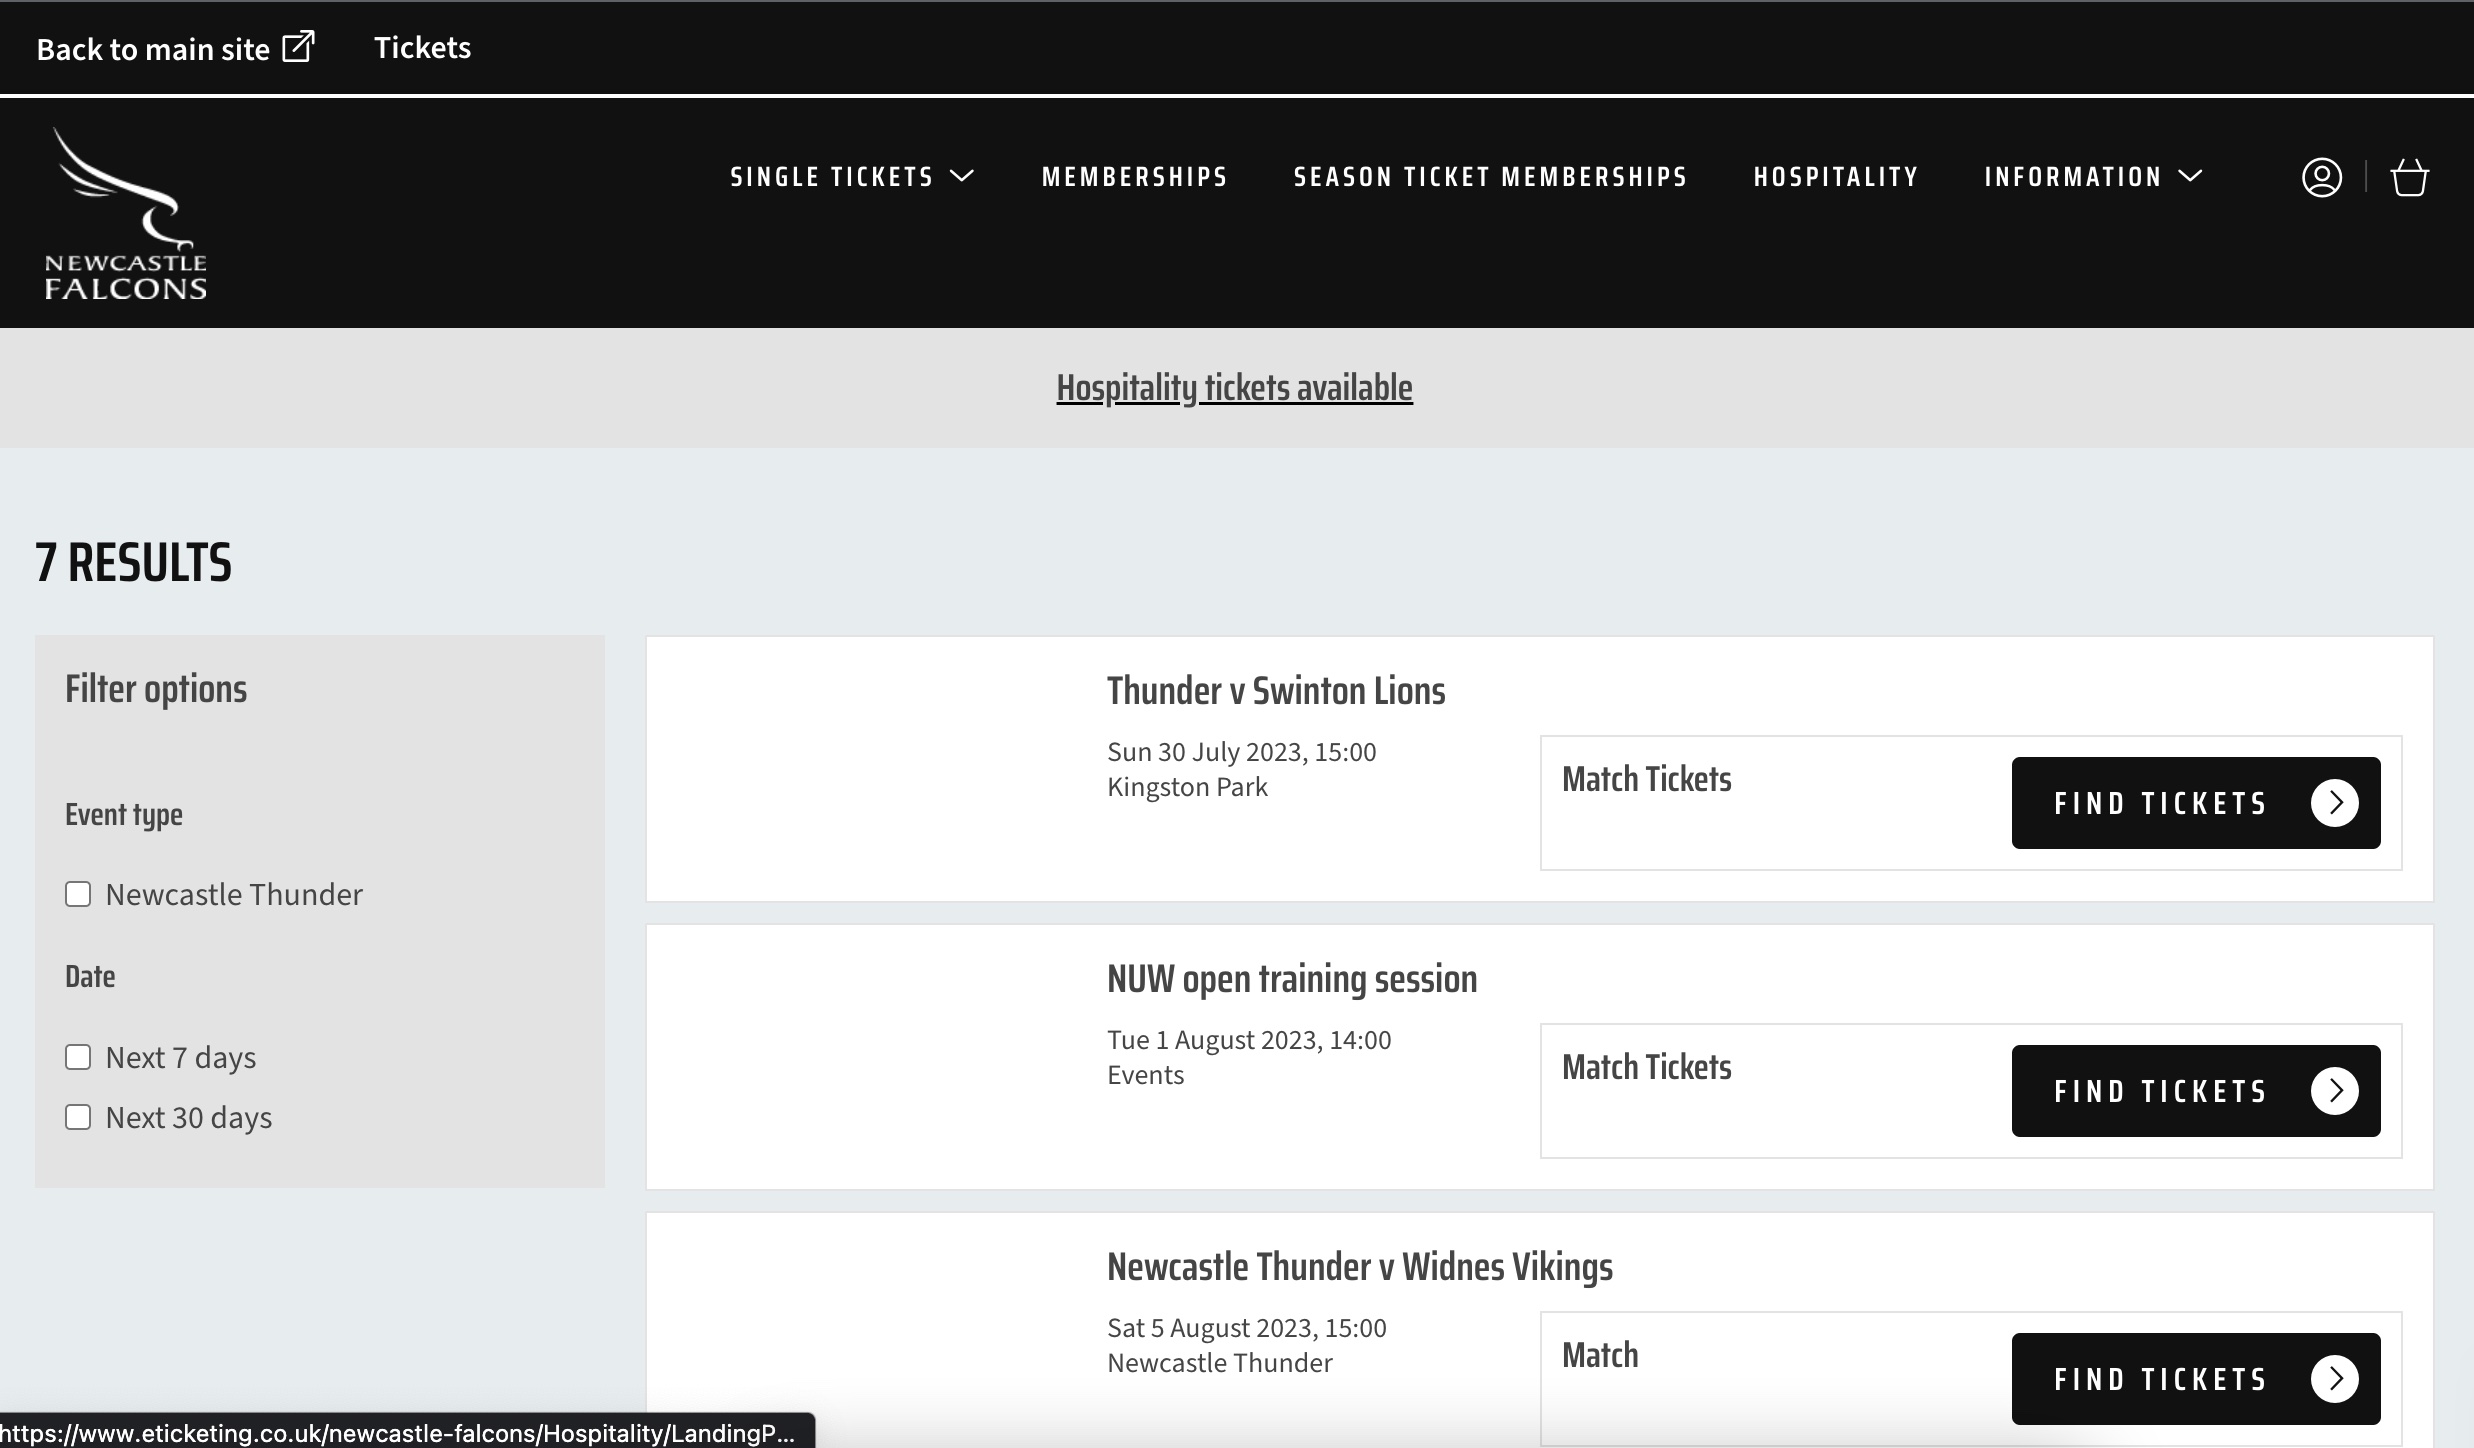 Back to main site
Tickets
NEWCASTLE
FALCONS
SINGLE TICKETS
MEMBERSHIPS
SEASON TICKET MEMBERSHIPS
HOSPITALITY
INFORMATION
Hospitality tickets available
7 RESULTS
Filter options
Event type
Newcastle Thunder
Date
Next 7 days
Next 30 days
Thunder v Swinton Lions
Sun 30 July 2023, 15:00
Kingston Park
Match Tickets
FIND TICKETS
NUW open training session
Tue 1 August 2023, 14:00
Events
Match Tickets
FIND TICKETS
Newcastle Thunder v Widnes Vikings
Sat 5 August 2023, 15:00
Newcastle Thunder
Match
FIND TICKETS
https://www.eticketing.co.uk/newcastle-falcons/Hospitality/LandingP...